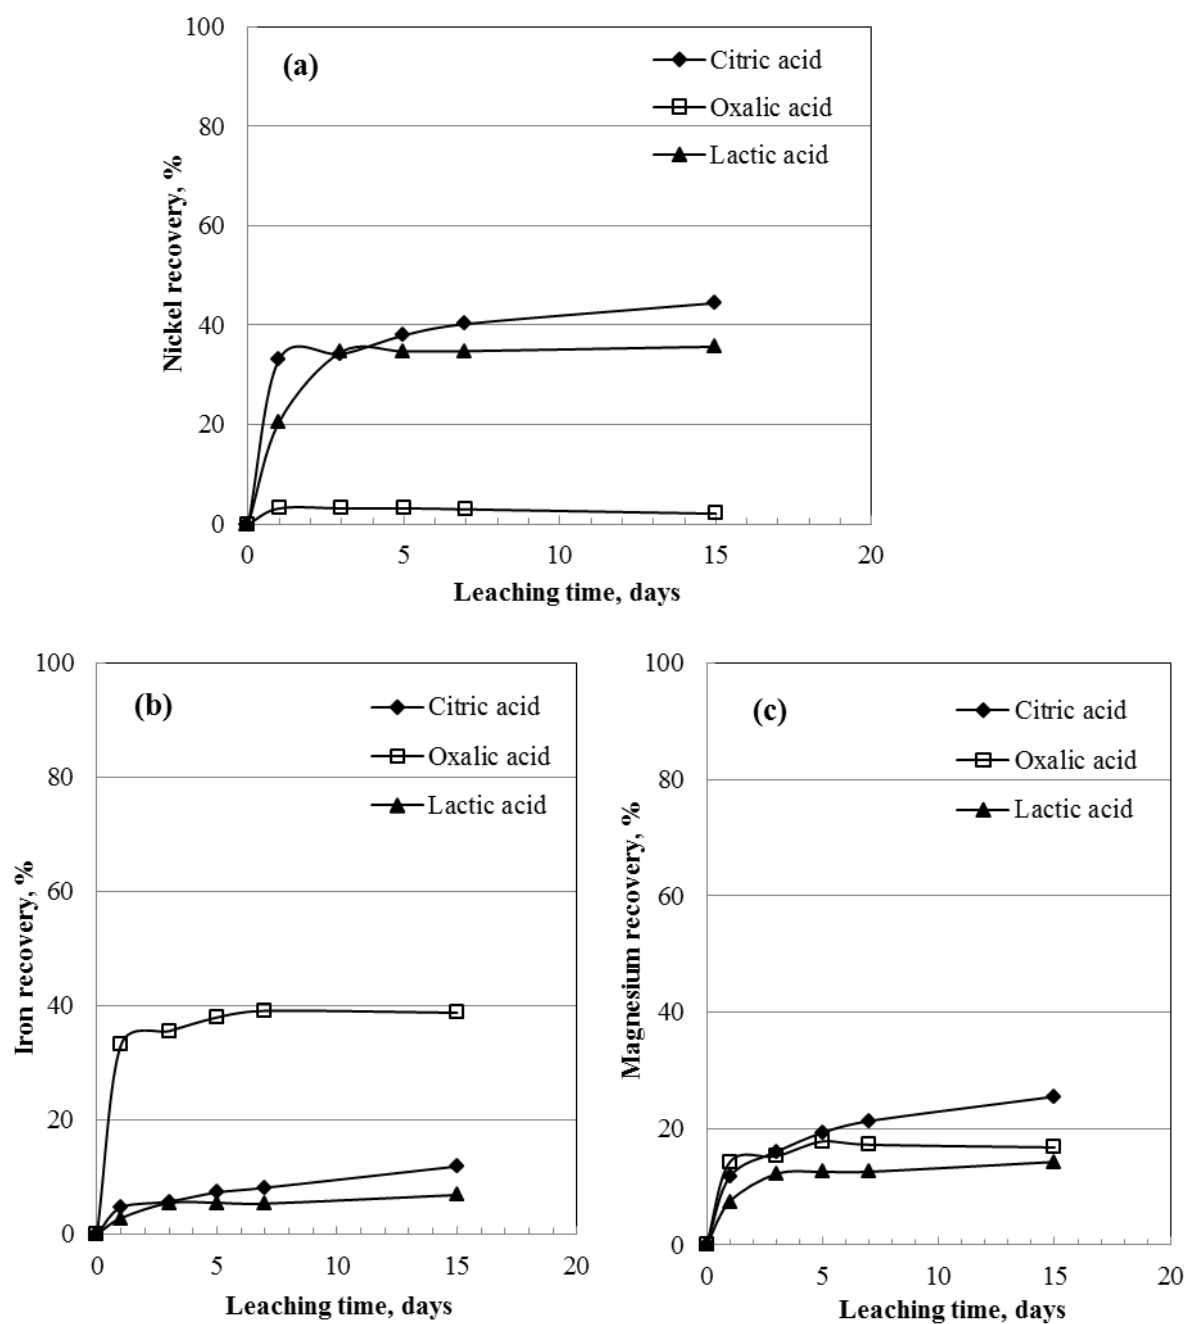 (a)
Citric acid
Oxalic acid
Lactic acid
Nickel recovery, %
100
80
60
40
20
0
0 5 10 15 20
Leaching time, days
(b)
Citric acid
Oxalic acid
Lactic acid
Iron recovery, %
100
80
60
40
20
0
0 5 10 15 20
Leaching time, days
(c)
Citric acid
Oxalic acid
Lactic acid
Magnesium recovery, %
100
80
60
40
20
0
0 5 10 15 20
Leaching time, days